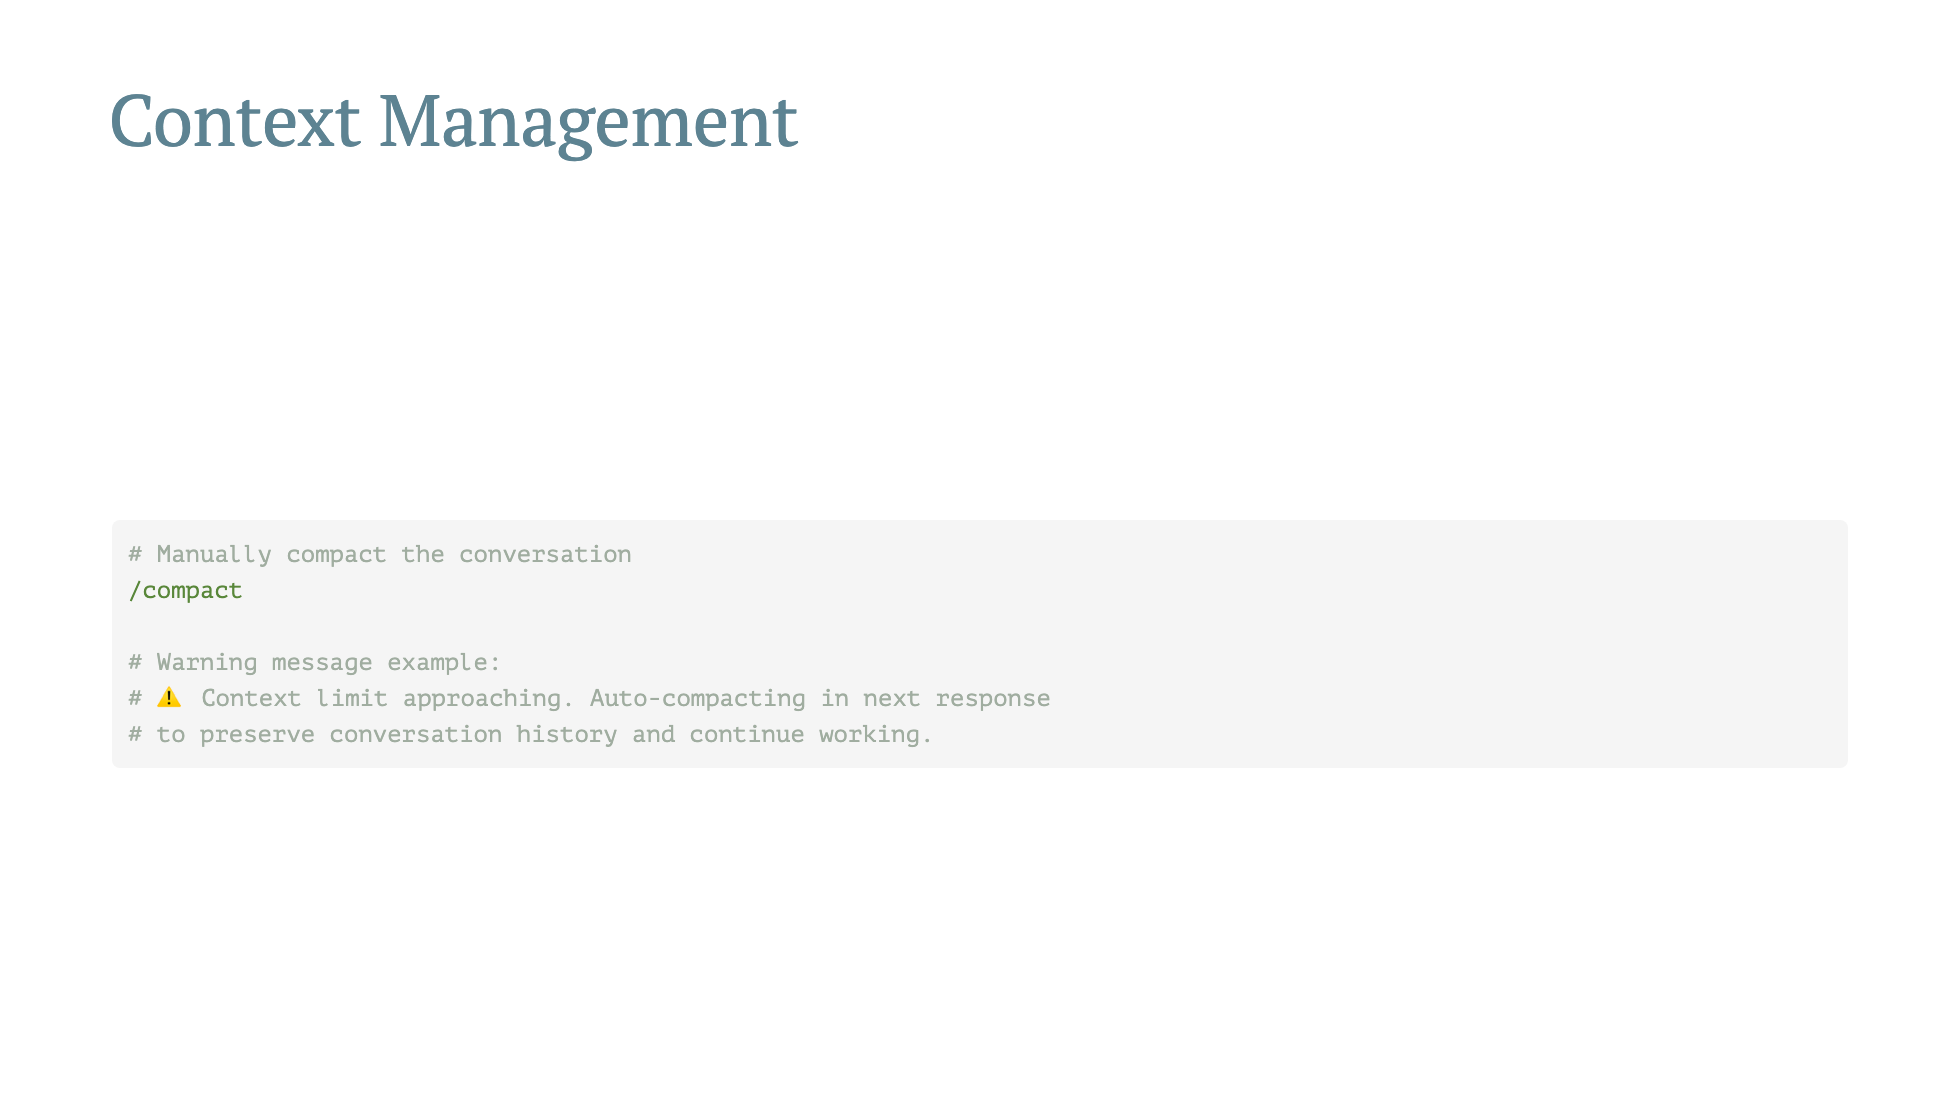 Context Management
# Manually compact the conversation
/compact
# Warning message example:
# ⚠️ Context limit approaching. Auto-compacting in next response
# to preserve conversation history and continue working.